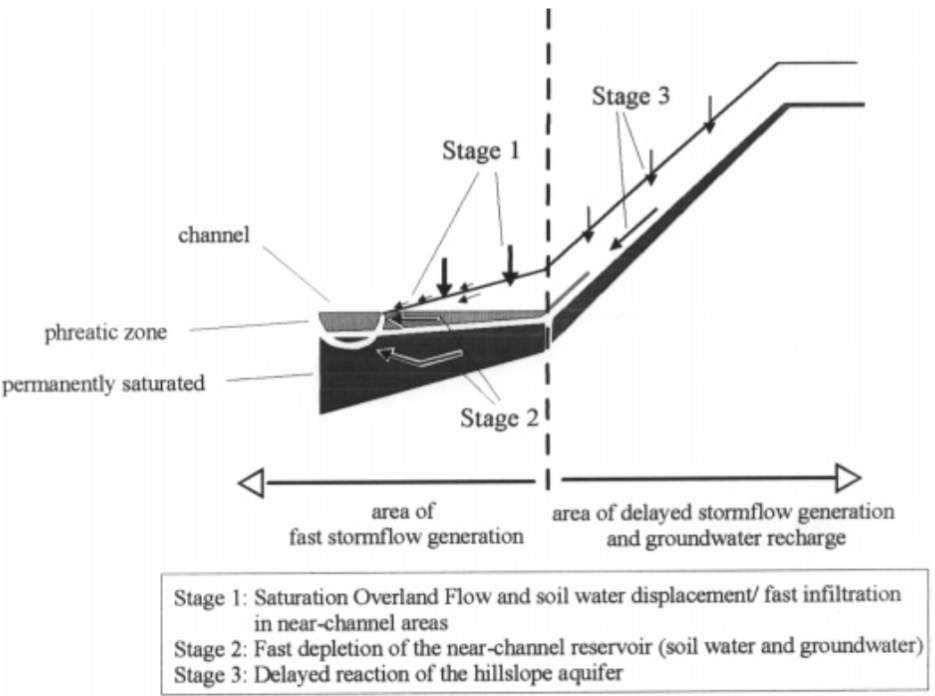 Stage 3
Stage 1
channel
phreatic zone
permanently saturated
Stage 2
area of
fast stormflow generation
area of delayed stormflow generation
and groundwater recharge
Stage 1: Saturation Overland Flow and soil water displacement/ fast infiltration
in near-channel areas
Stage 2: Fast depletion of the near-channel reservoir (soil water and groundwater)
Stage 3: Delayed reaction of the hillslope aquifer